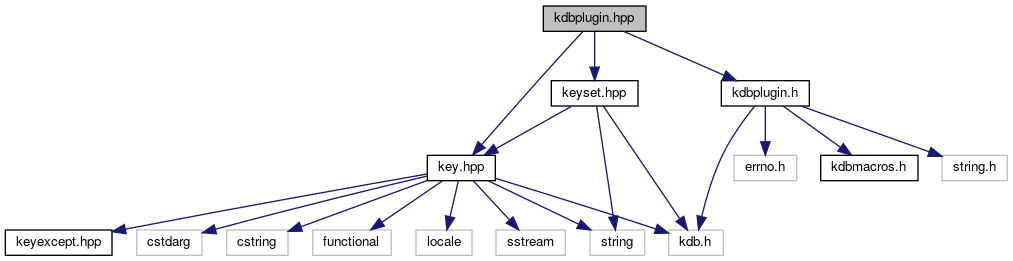 kdbplugin.hpp
keyset.hpp
kdbplugin.h
key.hpp
errno.h
kdbmacros.h
string.h
keyexcept.hpp
cstdarg
cstring
functional
locale
sstream
string
kdb.h